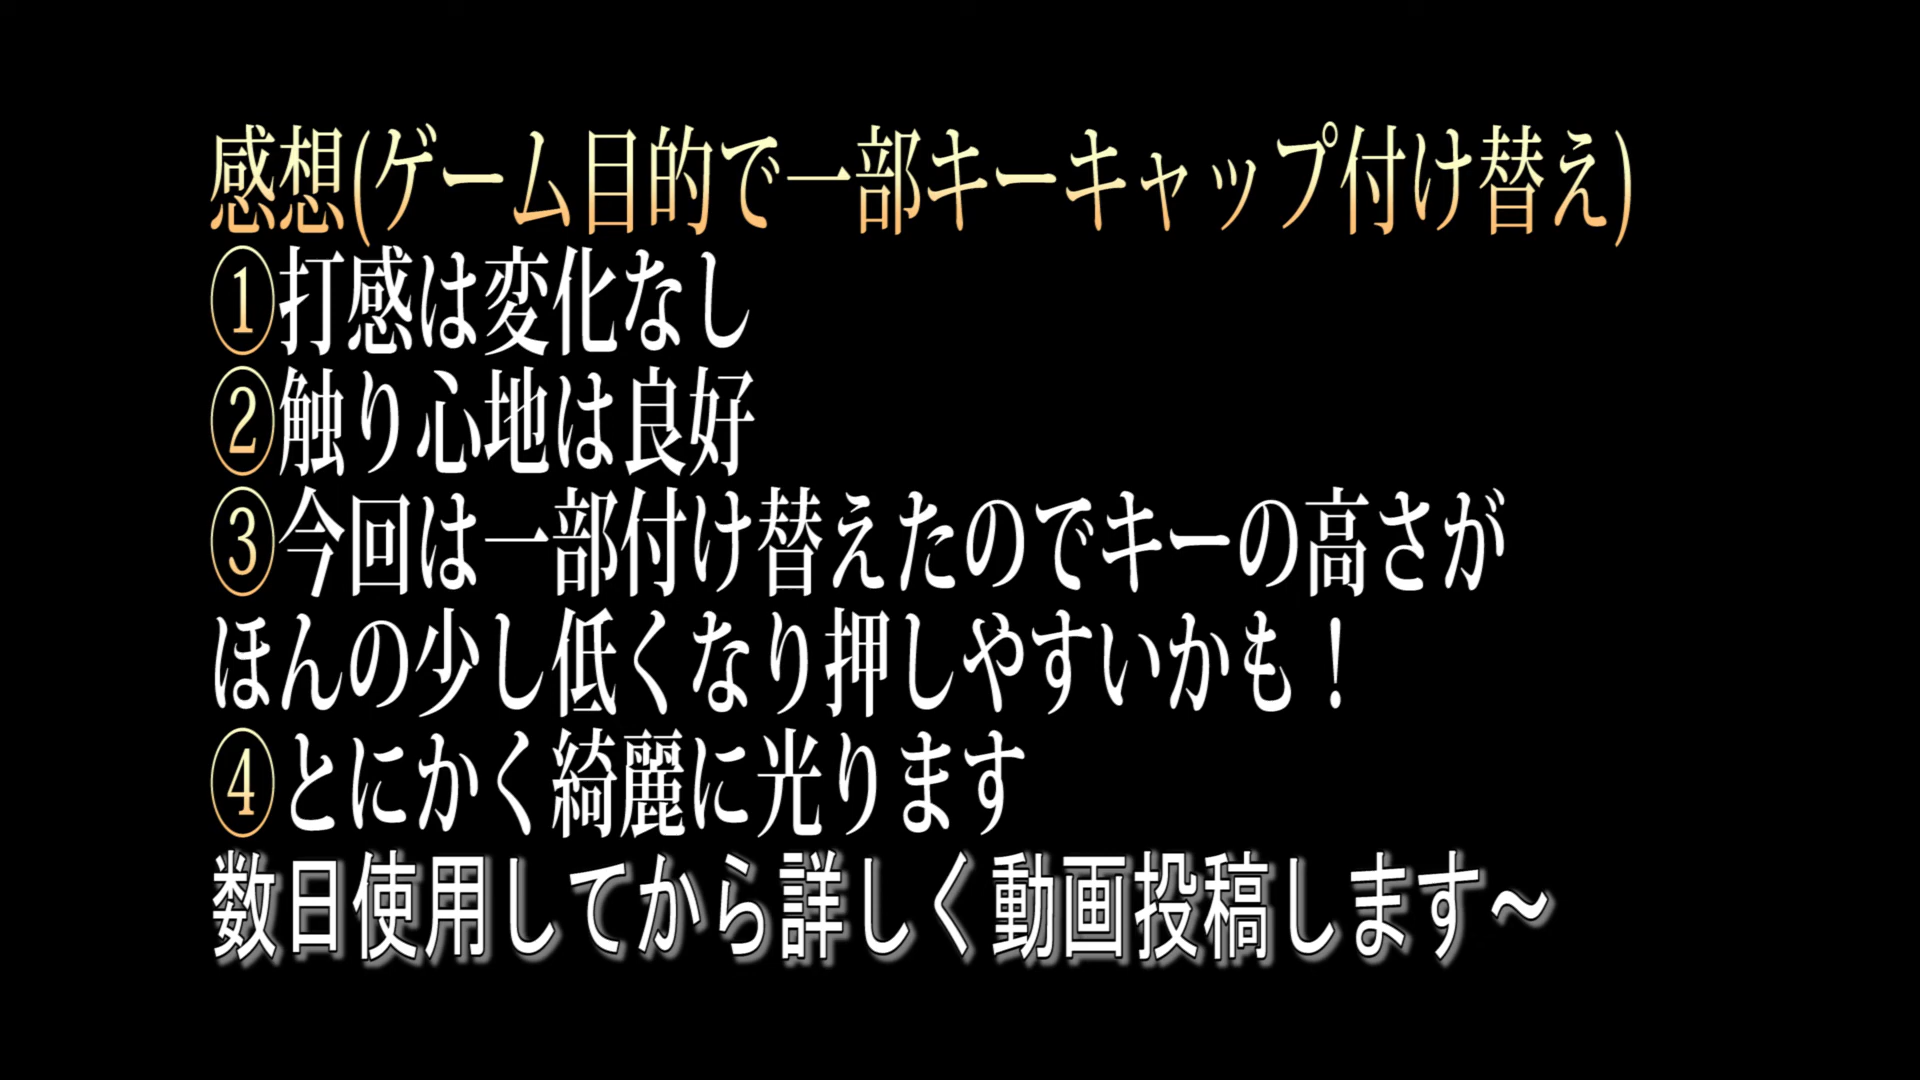 感想(ゲーム目的で一部キーキャップ付け替え)
①打感は変化なし
②触り心地は良好
③今回は一部付け替えたのでキーの高さが
ほんの少し低くなり押しやすいかも！
④とにかく綺麗に光ります
数日使用してから詳しく動画投稿します～